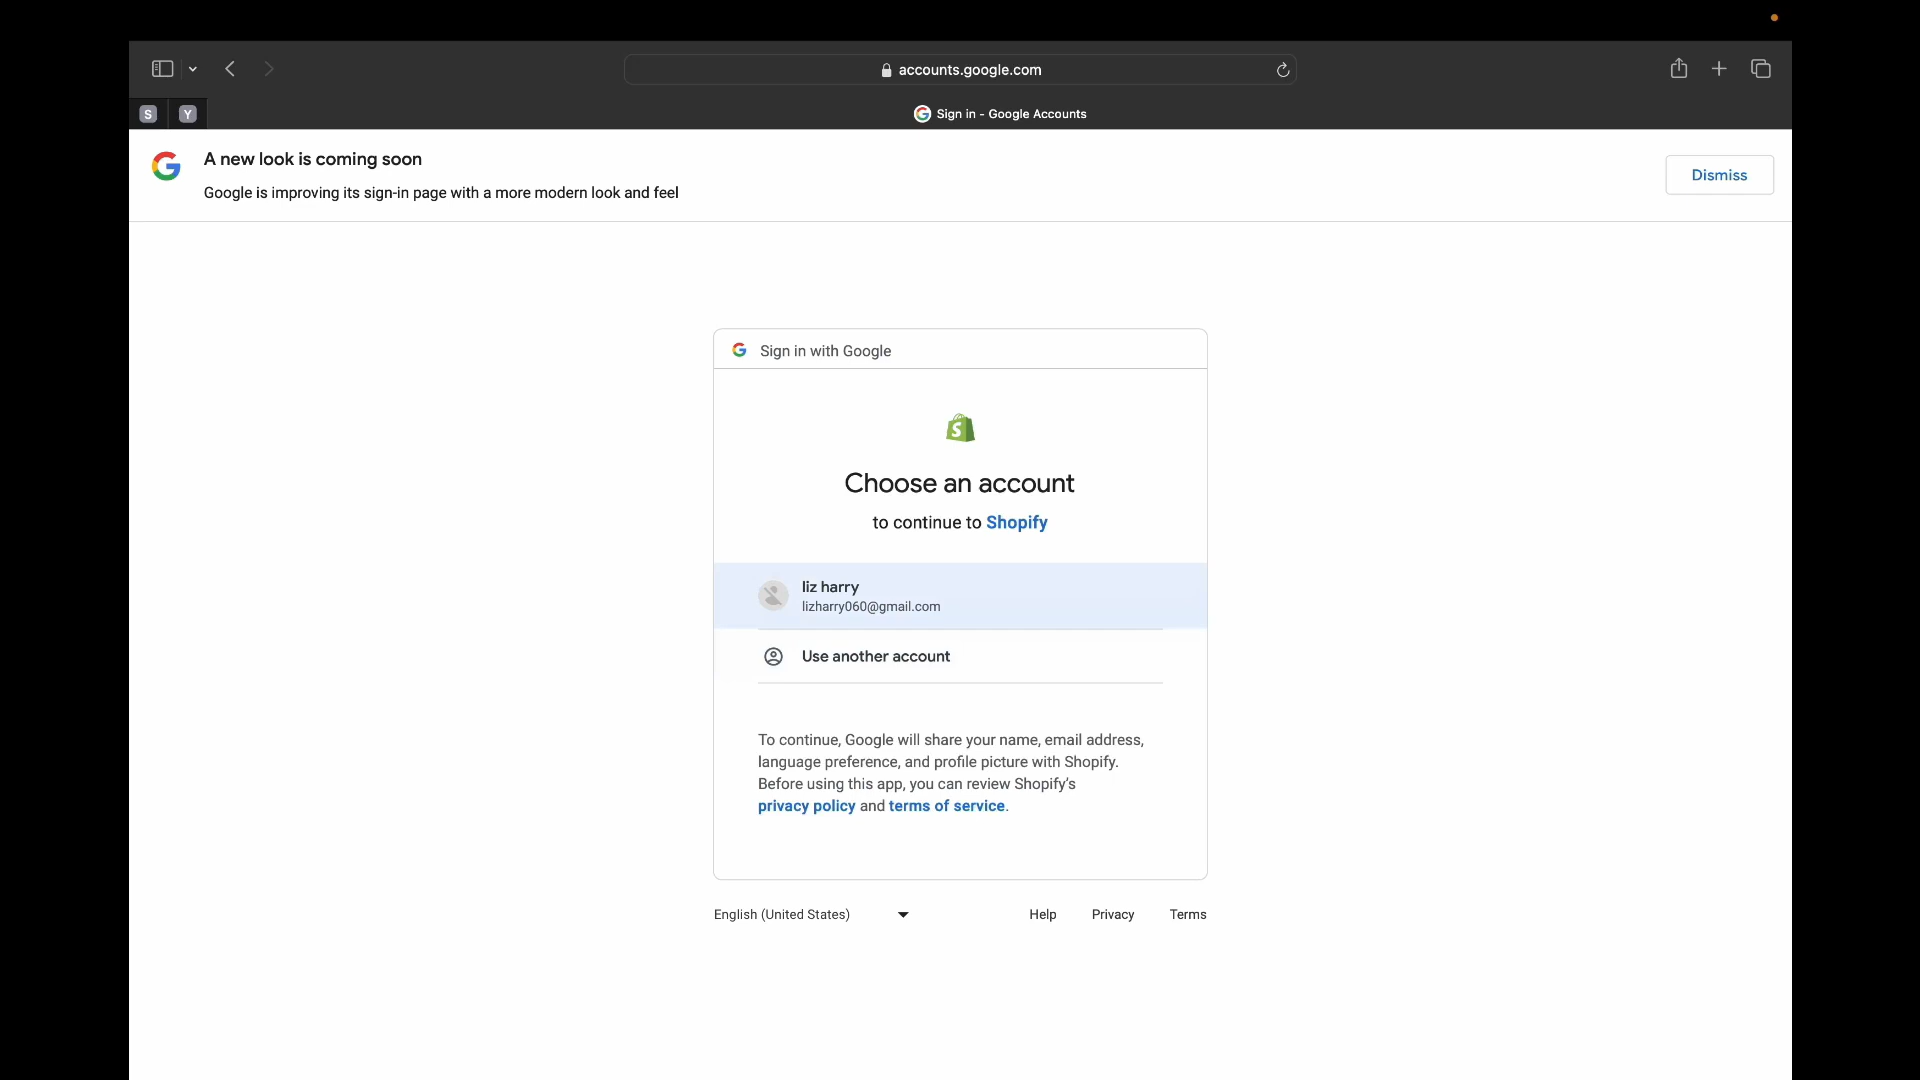 accounts.google.com
S
Y
Sign in - Google Accounts
A new look is coming soon
Google is improving its sign-in page with a more modern look and feel
Dismiss
Sign in with Google
S
Choose an account
to continue to Shopify
liz harry
lizharry060@gmail.com
Use another account
To continue, Google will share your name, email address,
language preference, and profile picture with Shopify.
Before using this app, you can review Shopify's
privacy policy and terms of service.
English (United States)
Help
Privacy
Terms